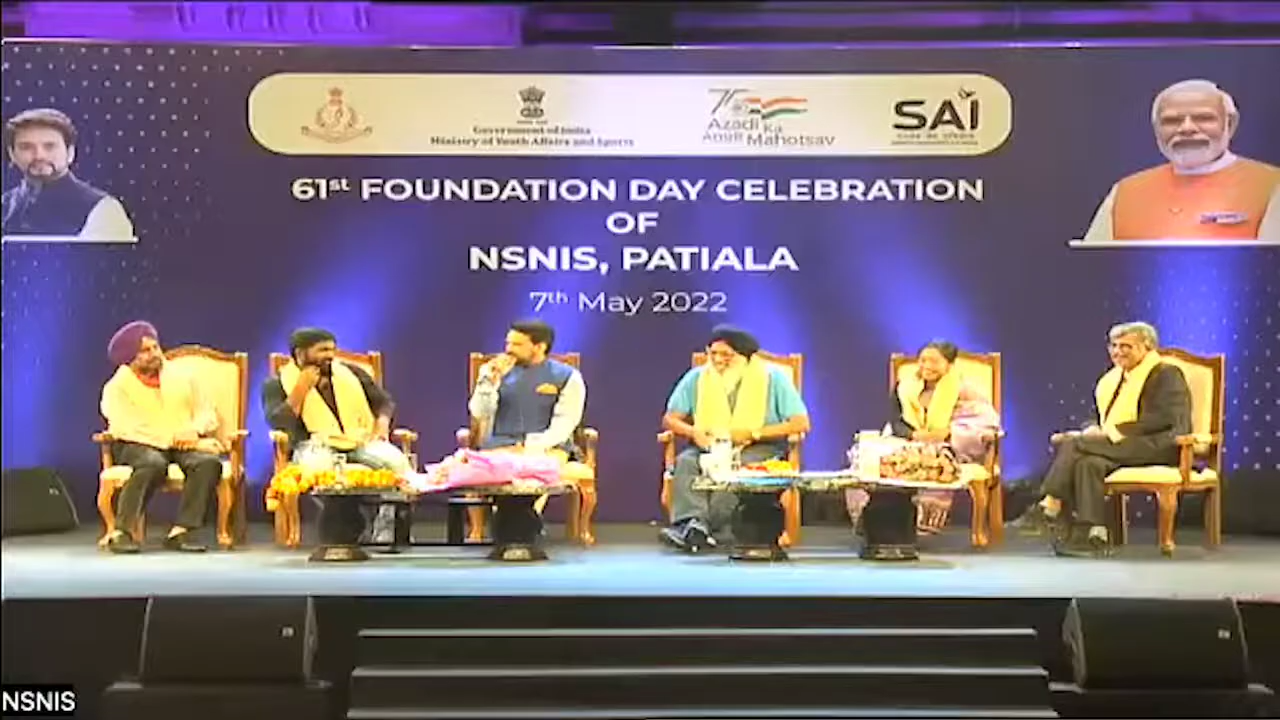 Government of India
Ministry of Youth Affairs and Sports
75
Azadi Ka
Amrit Mahotsav
SAI
61st FOUNDATION DAY CELEBRATION
OF
NSNIS, PATIALA
7th May 2022
NSNIS